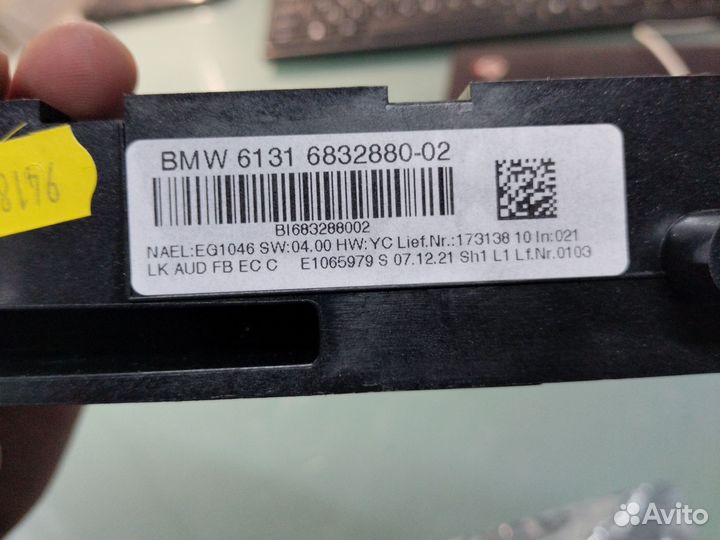 BMW 6131 6832880-02
BI683288002
NAEL:EG1046 SW:04.00 HW:YC Lief.Nr.:173138 10 In:021
LK AUD FB EC C E1065979 S 07.12.21 Sh1 L1 Lf.Nr.0103
9418
Avito